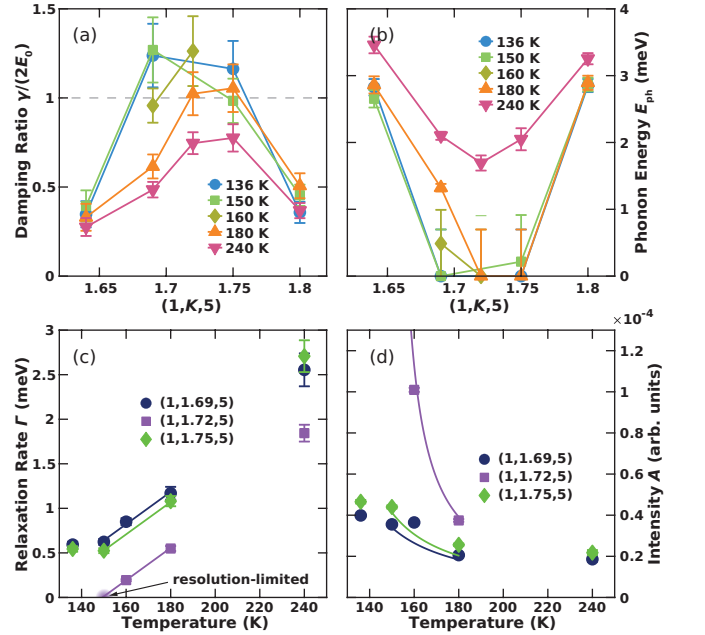 (a)
Damping Ratio γ/(2E₀)
1.5
1
0.5
0
1.65
1.7
1.75
1.8
(1,K,5)
136 K
150 K
160 K
180 K
240 K
(b)
136 K
150 K
160 K
180 K
240 K
4
3
2
1
0
Phonon Energy E_ph (meV)
1.65
1.7
1.75
1.8
(1,K,5)
(c)
Relaxation Rate Γ (meV)
3
2.5
2
1.5
1
0.5
0
(1,1.69,5)
(1,1.72,5)
(1,1.75,5)
resolution-limited
140
160
180
200
220
240
Temperature (K)
(d)
×10⁻⁴
1.2
1
0.8
0.6
0.4
0.2
0
Intensity A (arb. units)
(1,1.69,5)
(1,1.72,5)
(1,1.75,5)
140
160
180
200
220
240
Temperature (K)